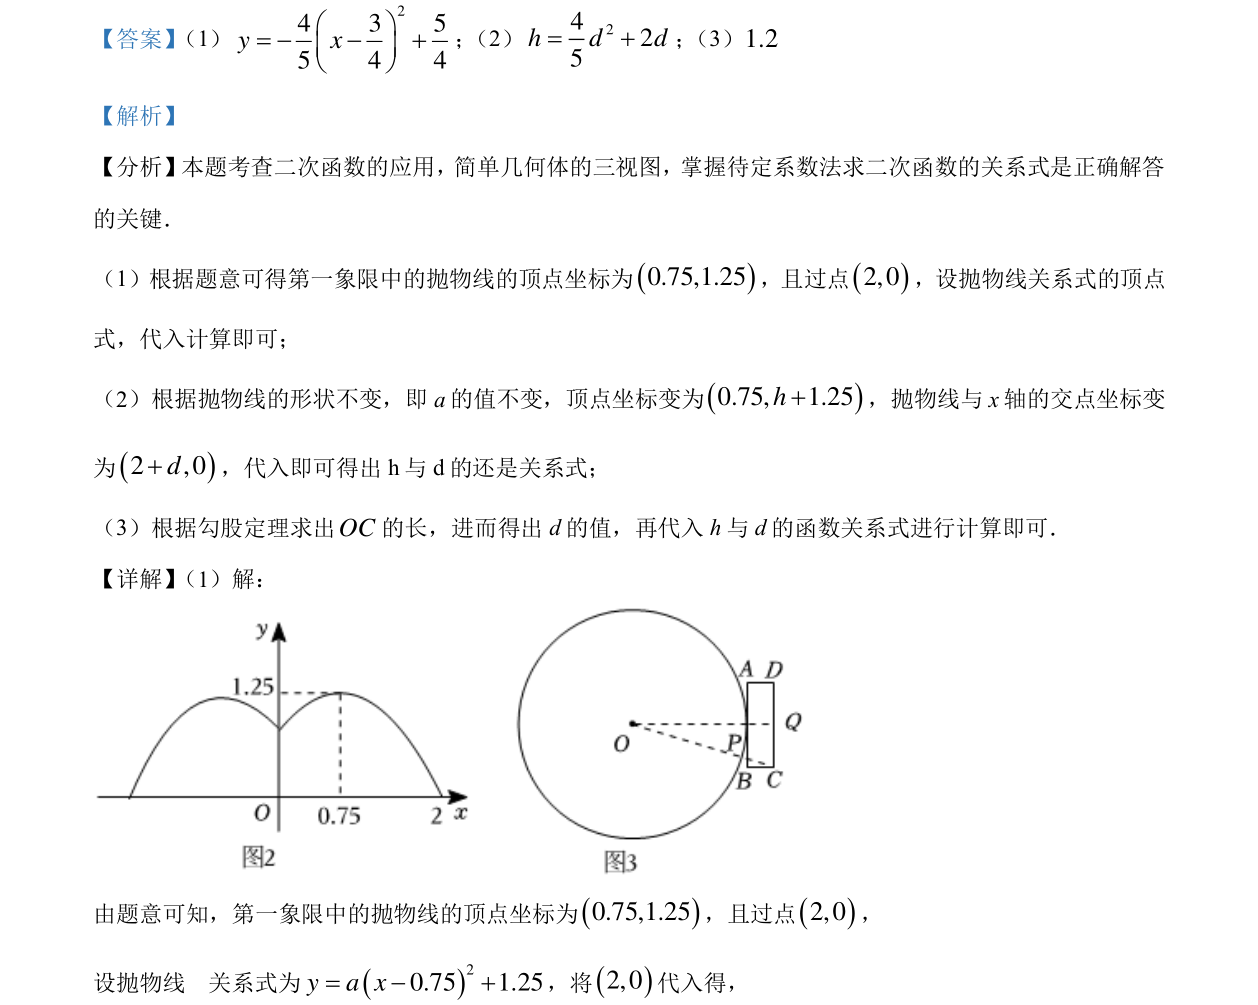 【答案】（1）y=-4/5(x-3/4)²+5/4；（2）h=4/5d²+2d；（3）1.2
【解析】
【分析】本题考查二次函数的应用，简单几何体的三视图，掌握待定系数法求二次函数的关系式是正确解答
的关键．
（1）根据题意可得第一象限中的抛物线的顶点坐标为(0.75,1.25)，且过点(2,0)，设抛物线关系式的顶点
式，代入计算即可；
（2）根据抛物线的形状不变，即a的值不变，顶点坐标变为(0.75,h+1.25)，抛物线与x轴的交点坐标变
为(2+d,0)，代入即可得出h与d的还是关系式；
（3）根据勾股定理求出OC的长，进而得出d的值，再代入h与d的函数关系式进行计算即可．
【详解】（1）解：
y
1.25
O 0.75 2 x
图2
A D
O P Q
B C
图3
由题意可知，第一象限中的抛物线的顶点坐标为(0.75,1.25)，且过点(2,0)，
设抛物线 关系式为y=a(x-0.75)²+1.25，将(2,0)代入得，